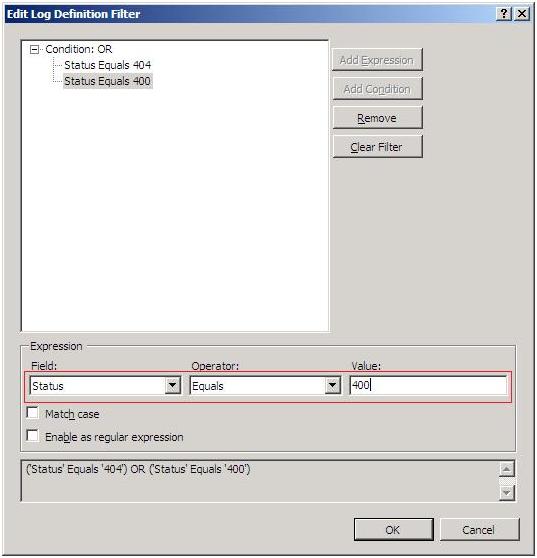 Edit Log Definition Filter
Condition: OR
Status Equals 404
Status Equals 400
Add Expression
Add Condition
Remove
Clear Filter
Expression
Field: Operator: Value:
Status Equals 400
Match case
Enable as regular expression
('Status' Equals '404') OR ('Status' Equals '400')
OK Cancel